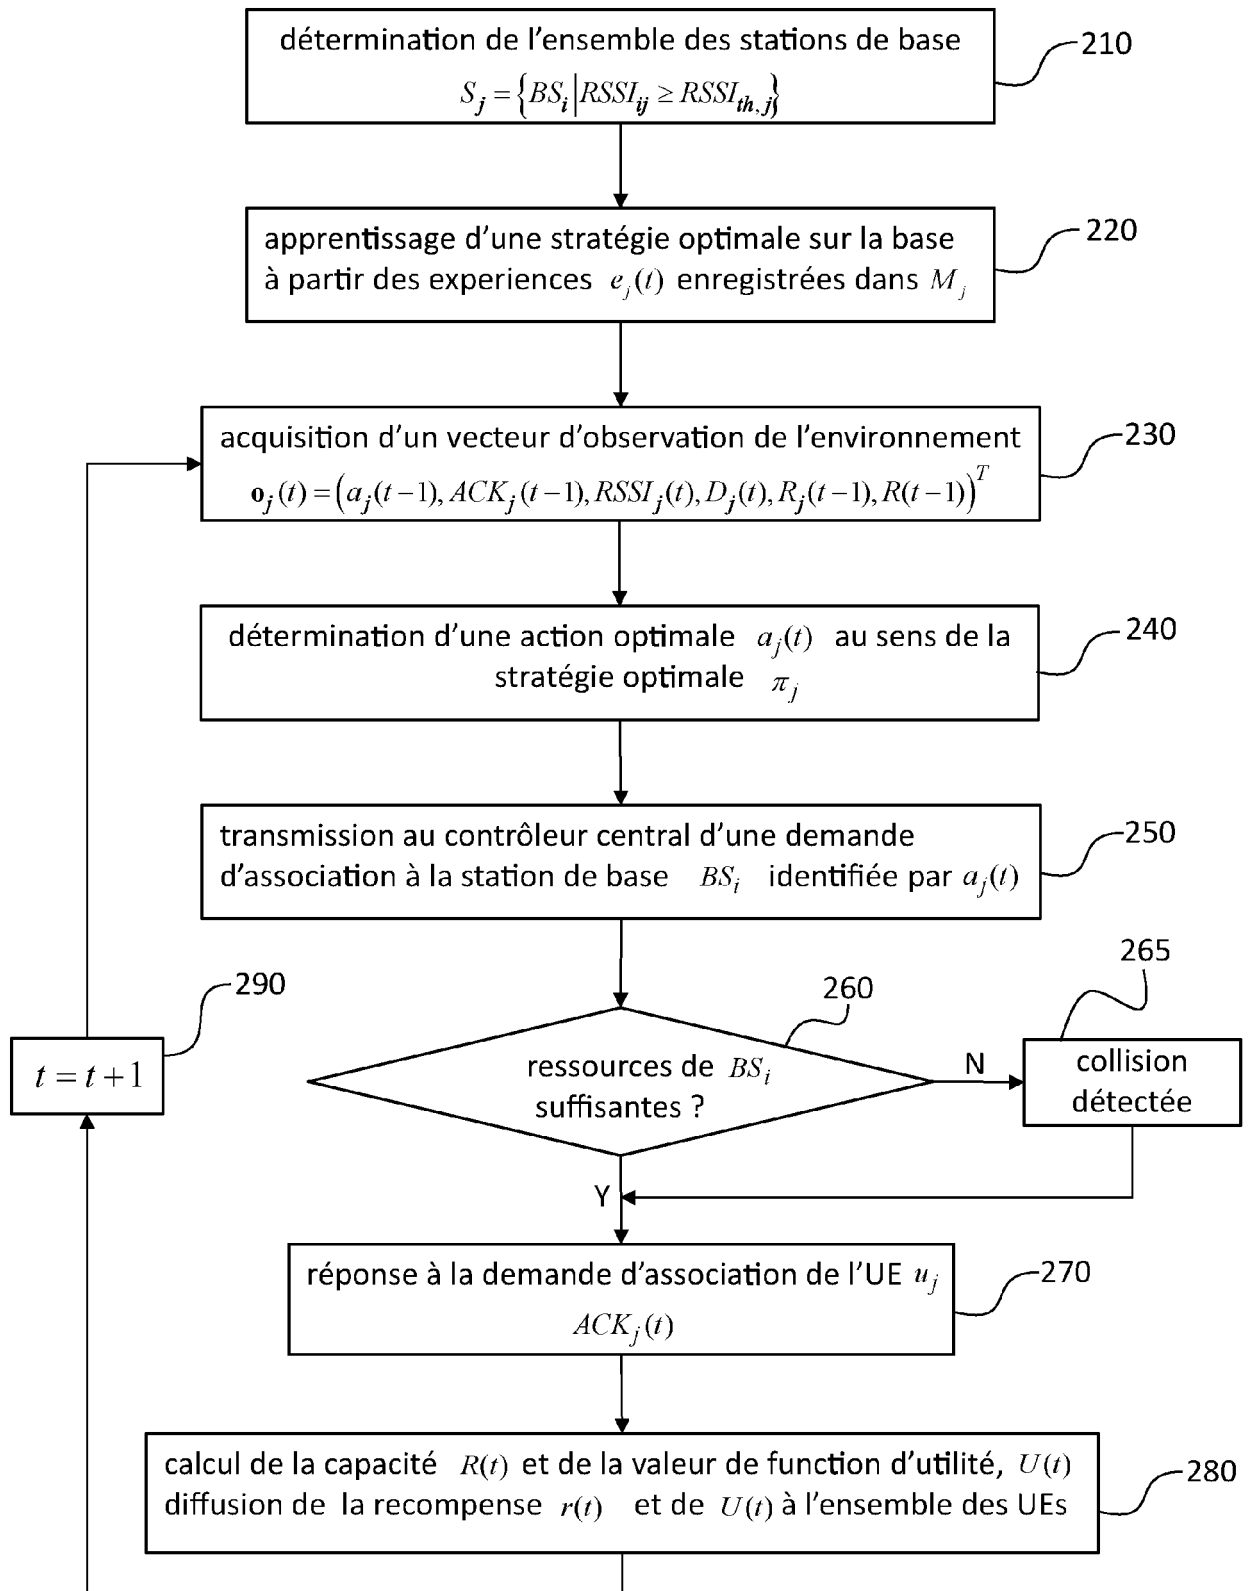 détermination de l'ensemble des stations de base
S_j = {BS_i | RSSI_ij ≥ RSSI_th,j}
210
apprentissage d'une stratégie optimale sur la base
à partir des experiences e_j(t) enregistrées dans M_j
220
acquisition d'un vecteur d'observation de l'environnement
o_j(t) = (a_j(t−1), ACK_j(t−1), RSSI_j(t), D_j(t), R_j(t−1), R(t−1))^T
230
détermination d'une action optimale a_j(t) au sens de la
stratégie optimale π_j
240
transmission au contrôleur central d'une demande
d'association à la station de base BS_i identifiée par a_j(t)
250
260
ressources de BS_i
suffisantes ?
N
265
collision
détectée
290
t = t + 1
Y
réponse à la demande d'association de l'UE u_j
ACK_j(t)
270
calcul de la capacité R(t) et de la valeur de function d'utilité, U(t)
diffusion de la recompense r(t) et de U(t) à l'ensemble des UEs
280